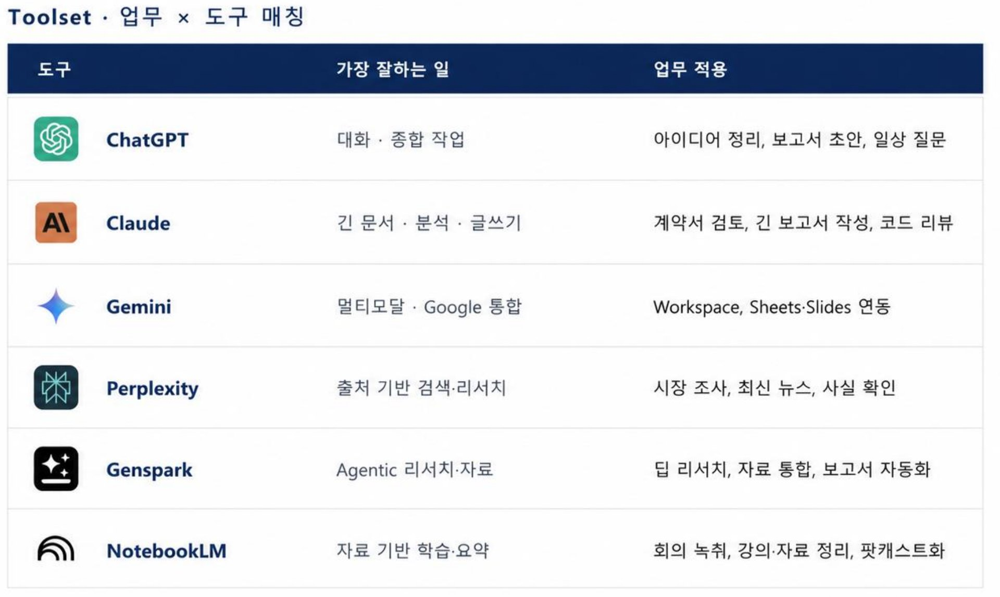 Toolset · 업무 × 도구 매칭
도구 가장 잘하는 일 업무 적용
ChatGPT 대화 · 종합 작업 아이디어 정리, 보고서 초안, 일상 질문
Claude 긴 문서 · 분석 · 글쓰기 계약서 검토, 긴 보고서 작성, 코드 리뷰
Gemini 멀티모달 · Google 통합 Workspace, Sheets·Slides 연동
Perplexity 출처 기반 검색·리서치 시장 조사, 최신 뉴스, 사실 확인
Genspark Agentic 리서치·자료 딥 리서치, 자료 통합, 보고서 자동화
NotebookLM 자료 기반 학습·요약 회의 녹취, 강의·자료 정리, 팟캐스트화